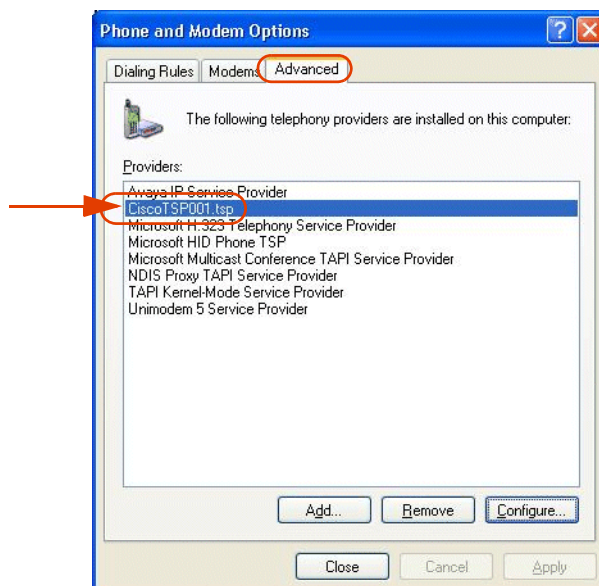 Phone and Modem Options
Dialing Rules Modems Advanced
The following telephony providers are installed on this computer:
Providers:
Avaya IP Service Provider
CiscoTSP001.tsp
Microsoft H.323 Telephony Service Provider
Microsoft HID Phone TSP
Microsoft Multicast Conference TAPI Service Provider
NDIS Proxy TAPI Service Provider
TAPI Kernel-Mode Service Provider
Unimodem 5 Service Provider
Add... Remove Configure...
Close Cancel Apply